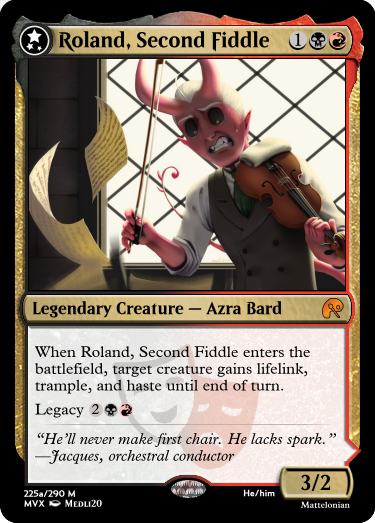 Roland, Second Fiddle 1
Legendary Creature — Azra Bard
When Roland, Second Fiddle enters the
battlefield, target creature gains lifelink,
trample, and haste until end of turn.
Legacy 2
“He’ll never make first chair. He lacks spark.”
—Jacques, orchestral conductor
3/2
225a/290 M
He/him
MVX Medli20
Mattelonian